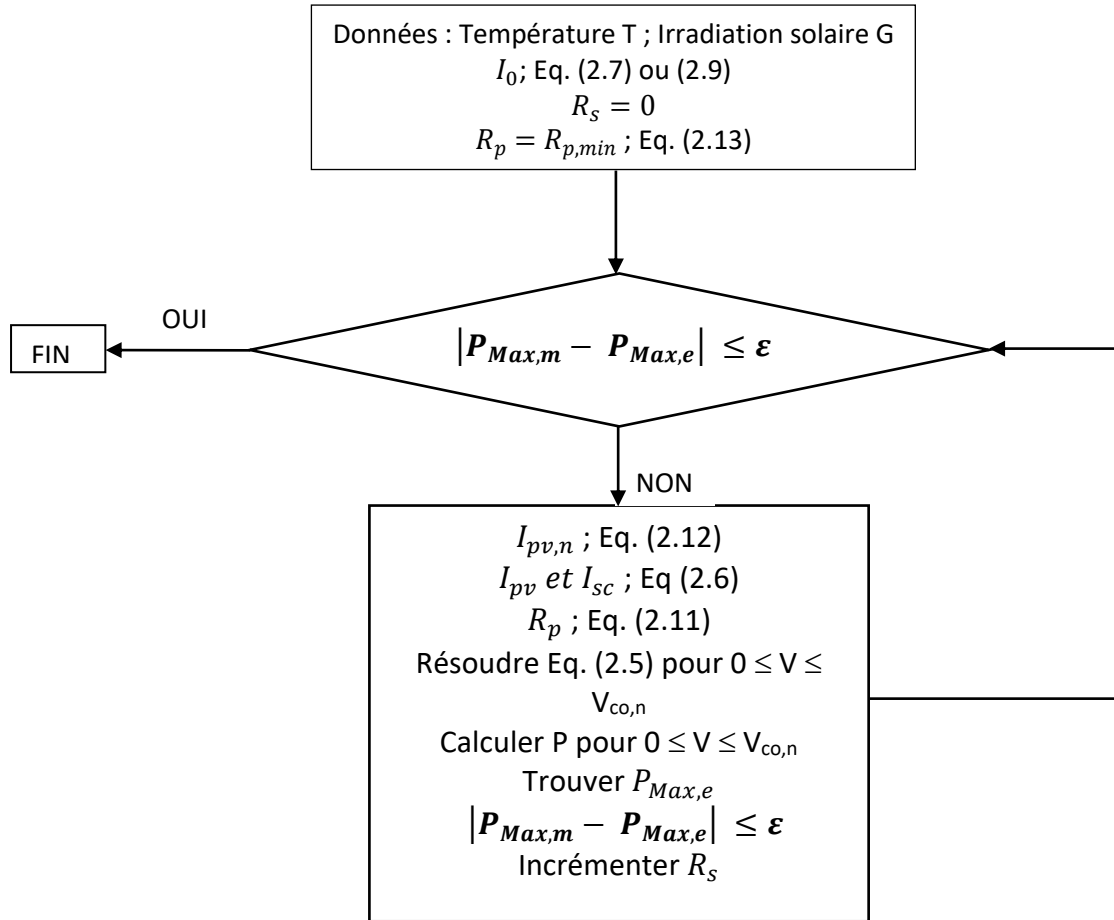 Données : Température T ; Irradiation solaire G
I₀; Eq. (2.7) ou (2.9)
Rₛ = 0
Rₚ = Rₚ,min ; Eq. (2.13)
OUI
FIN
|P_Max,m − P_Max,e| ≤ ε
NON
I_pv,n ; Eq. (2.12)
I_pv et I_sc ; Eq (2.6)
Rₚ ; Eq. (2.11)
Résoudre Eq. (2.5) pour 0 ≤ V ≤
V_co,n
Calculer P pour 0 ≤ V ≤ V_co,n
Trouver P_Max,e
|P_Max,m − P_Max,e| ≤ ε
Incrémenter Rₛ